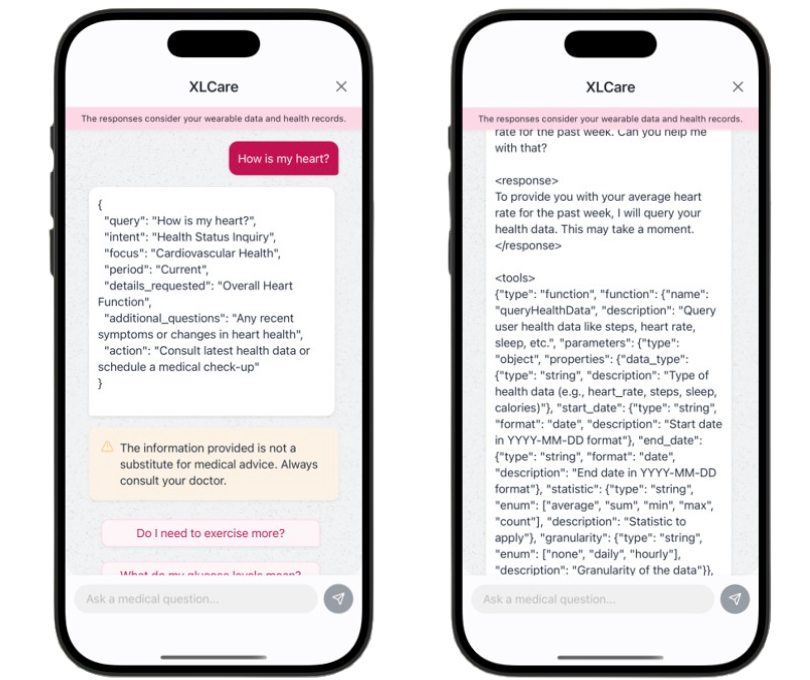 XLCare
The responses consider your wearable data and health records.
How is my heart?
{
"query": "How is my heart?",
"intent": "Health Status Inquiry",
"focus": "Cardiovascular Health",
"period": "Current",
"details_requested": "Overall Heart
Function",
"additional_questions": "Any recent
symptoms or changes in heart health",
"action": "Consult latest health data or
schedule a medical check-up"
}
The information provided is not a
substitute for medical advice. Always
consult your doctor.
Do I need to exercise more?
What do my glucose levels mean?
Ask a medical question...
XLCare
The responses consider your wearable data and health records.
rate for the past week. Can you help me
with that?
<response>
To provide you with your average heart
rate for the past week, I will query your
health data. This may take a moment.
</response>
<tools>
{"type": "function", "function": {"name":
"queryHealthData", "description": "Query
user health data like steps, heart rate,
sleep, etc.", "parameters": {"type":
"object", "properties": {"data_type":
{"type": "string", "description": "Type of
health data (e.g., heart_rate, steps, sleep,
calories)"}, "start_date": {"type": "string",
"format": "date", "description": "Start date
in YYYY-MM-DD format"}, "end_date":
{"type": "string", "format": "date",
"description": "End date in YYYY-MM-DD
format"}, "statistic": {"type": "string",
"enum": ["average", "sum", "min", "max",
"count"], "description": "Statistic to
apply"}, "granularity": {"type": "string",
"enum": ["none", "daily", "hourly"],
"description": "Granularity of the data"}},
Ask a medical question...